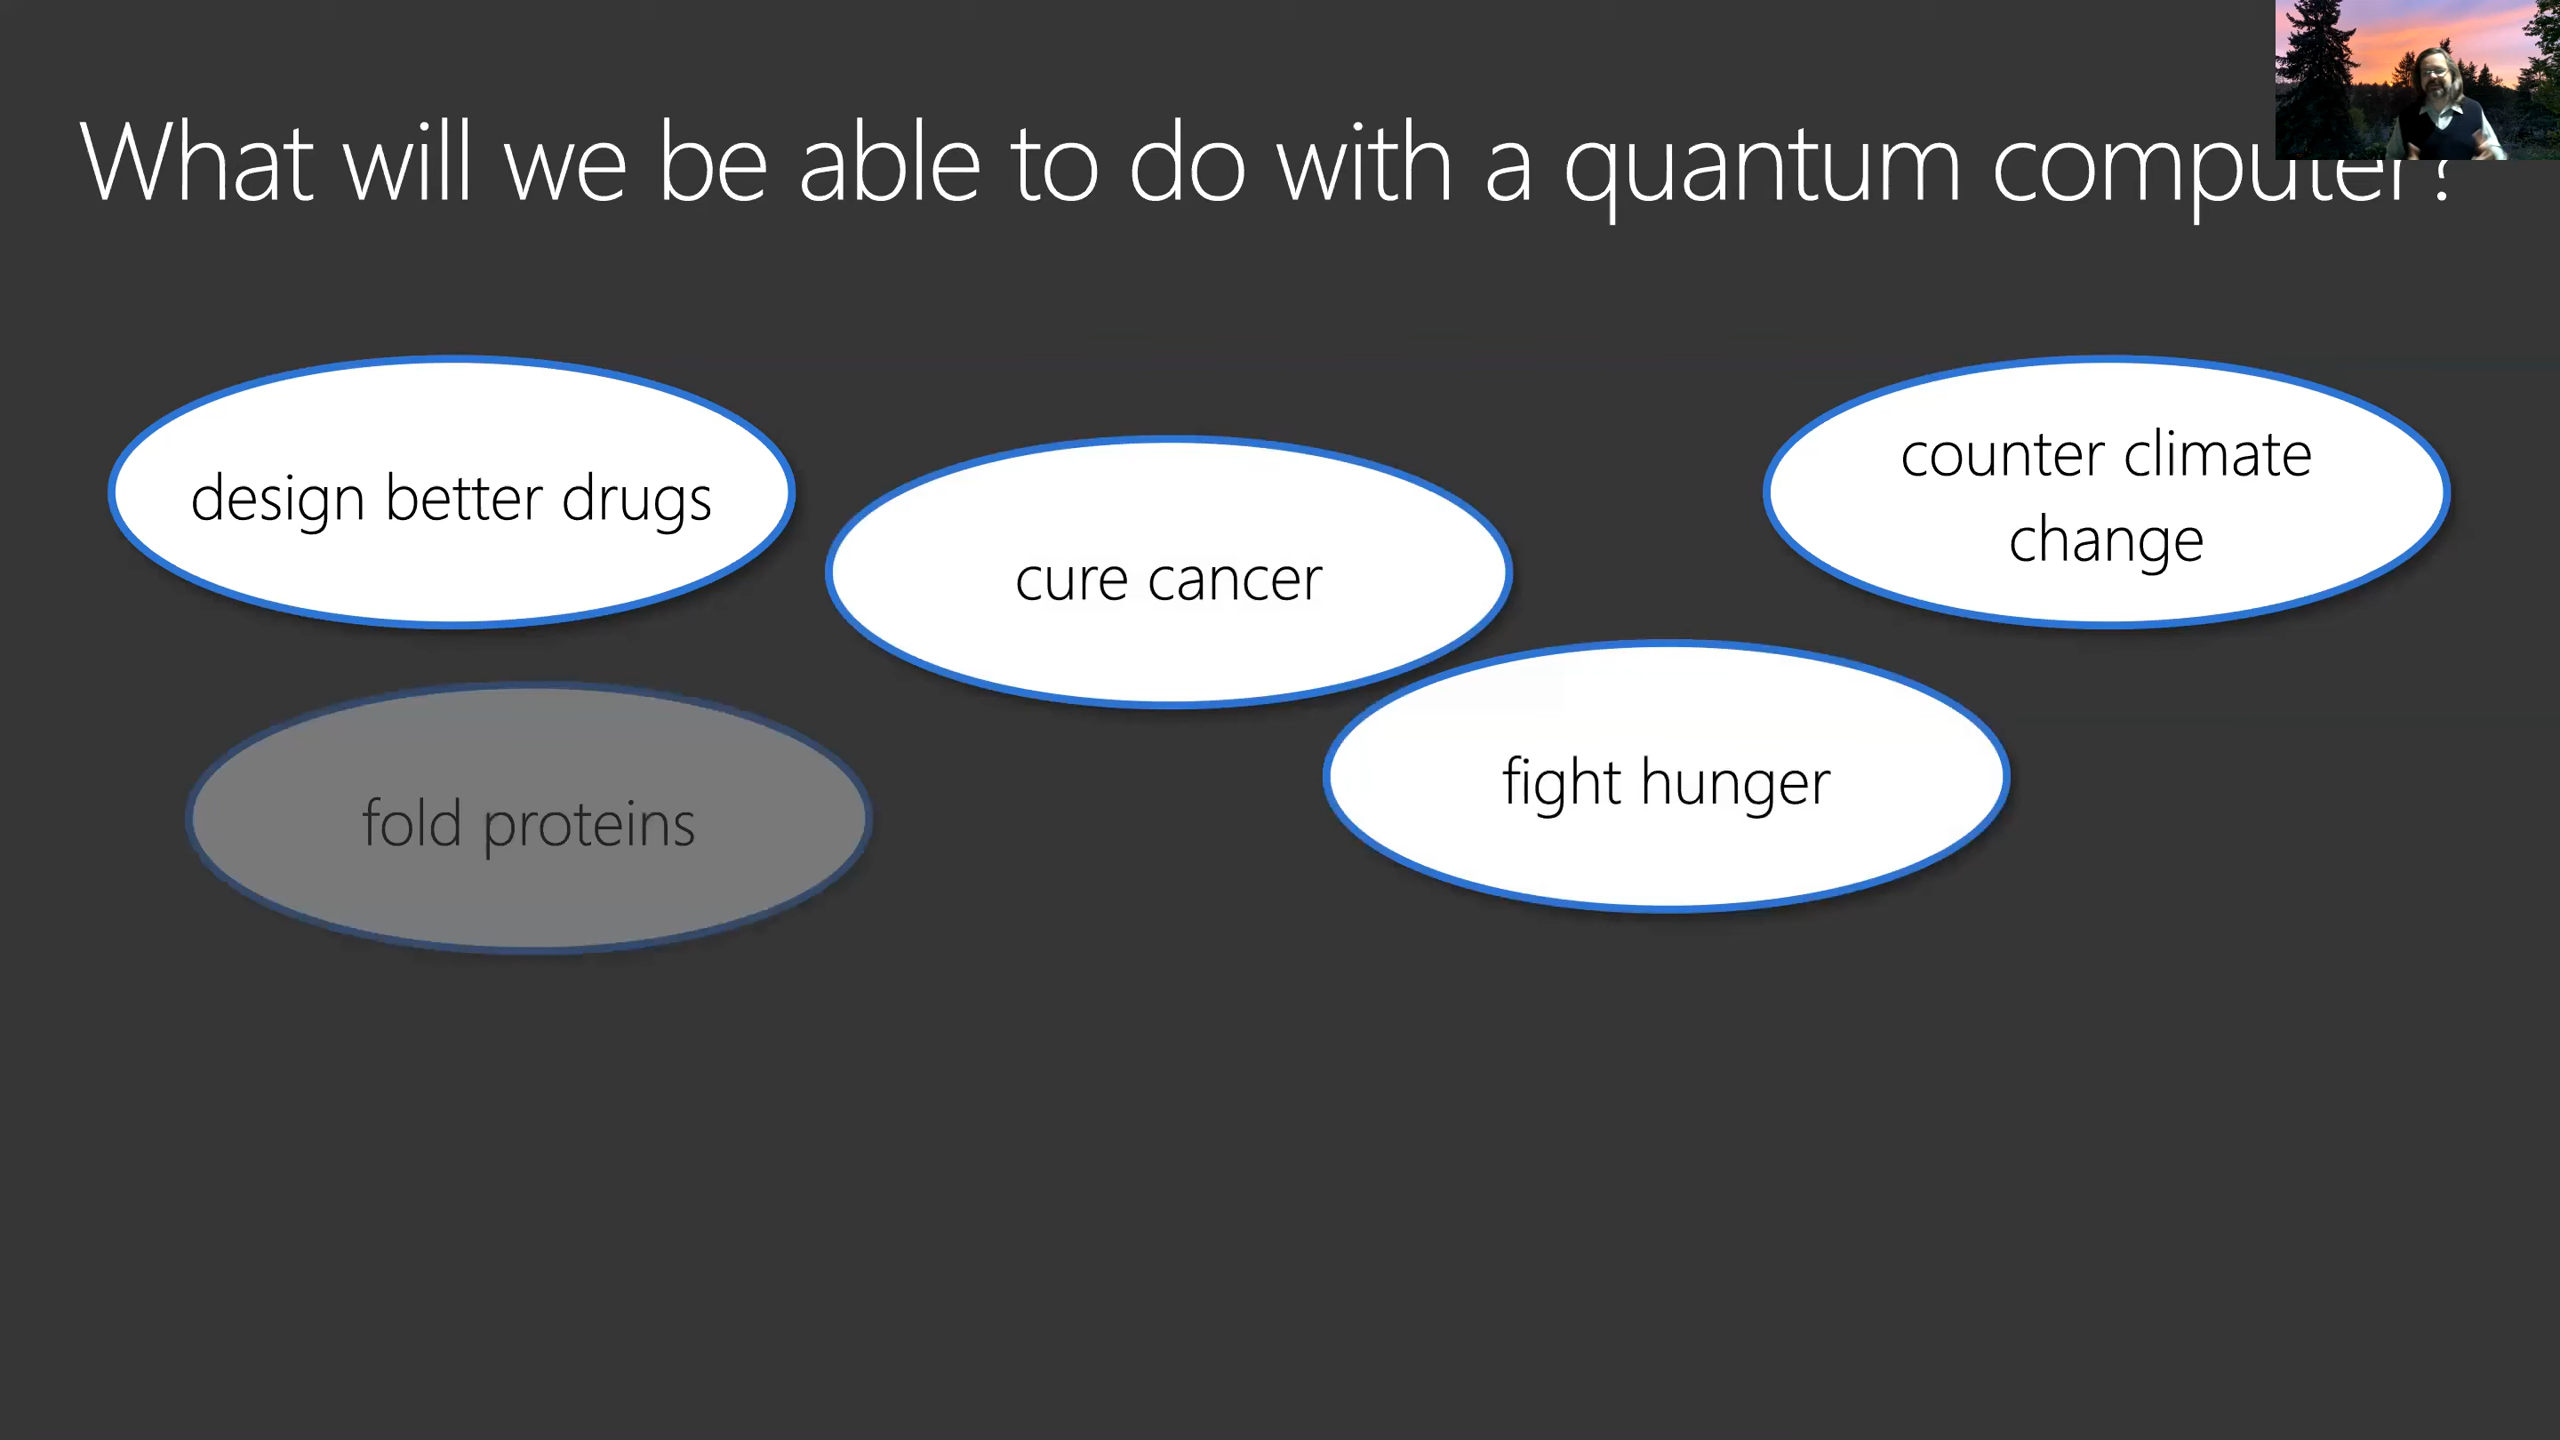 What will we be able to do with a quantum computer?
design better drugs
cure cancer
counter climate
change
fold proteins
fight hunger